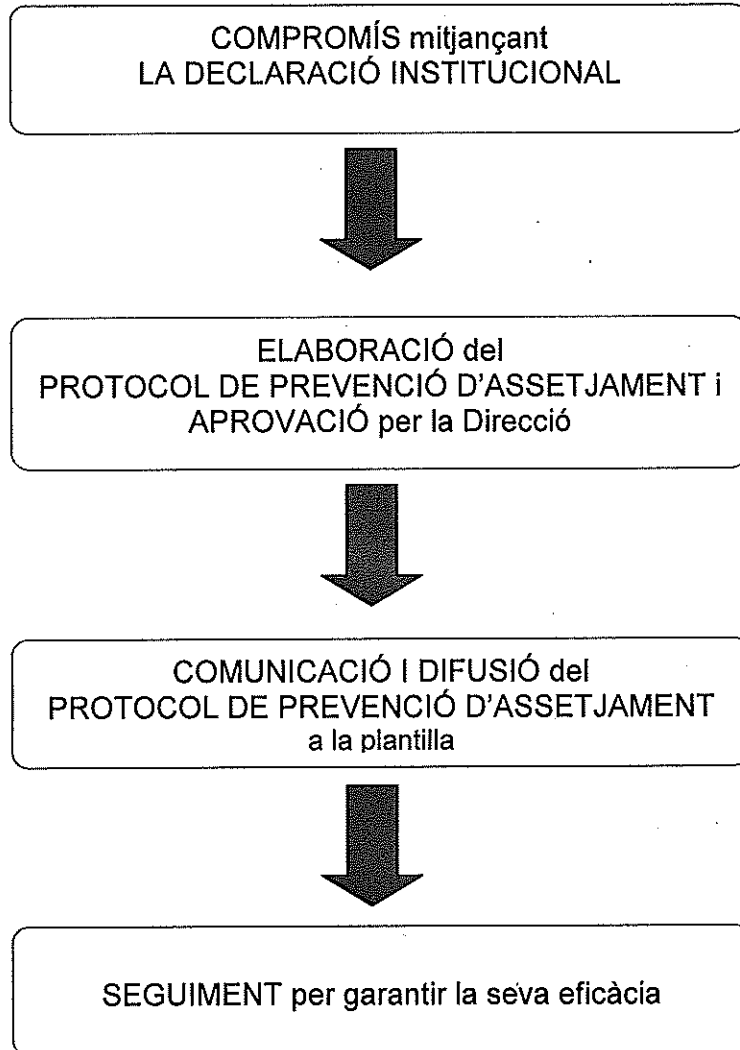 COMPROMÍS mitjançant
LA DECLARACIÓ INSTITUCIONAL
ELABORACIÓ del
PROTOCOL DE PREVENCIÓ D'ASSETJAMENT i
APROVACIÓ per la Direcció
COMUNICACIÓ I DIFUSIÓ del
PROTOCOL DE PREVENCIÓ D'ASSETJAMENT
a la plantilla
SEGUIMENT per garantir la seva eficàcia